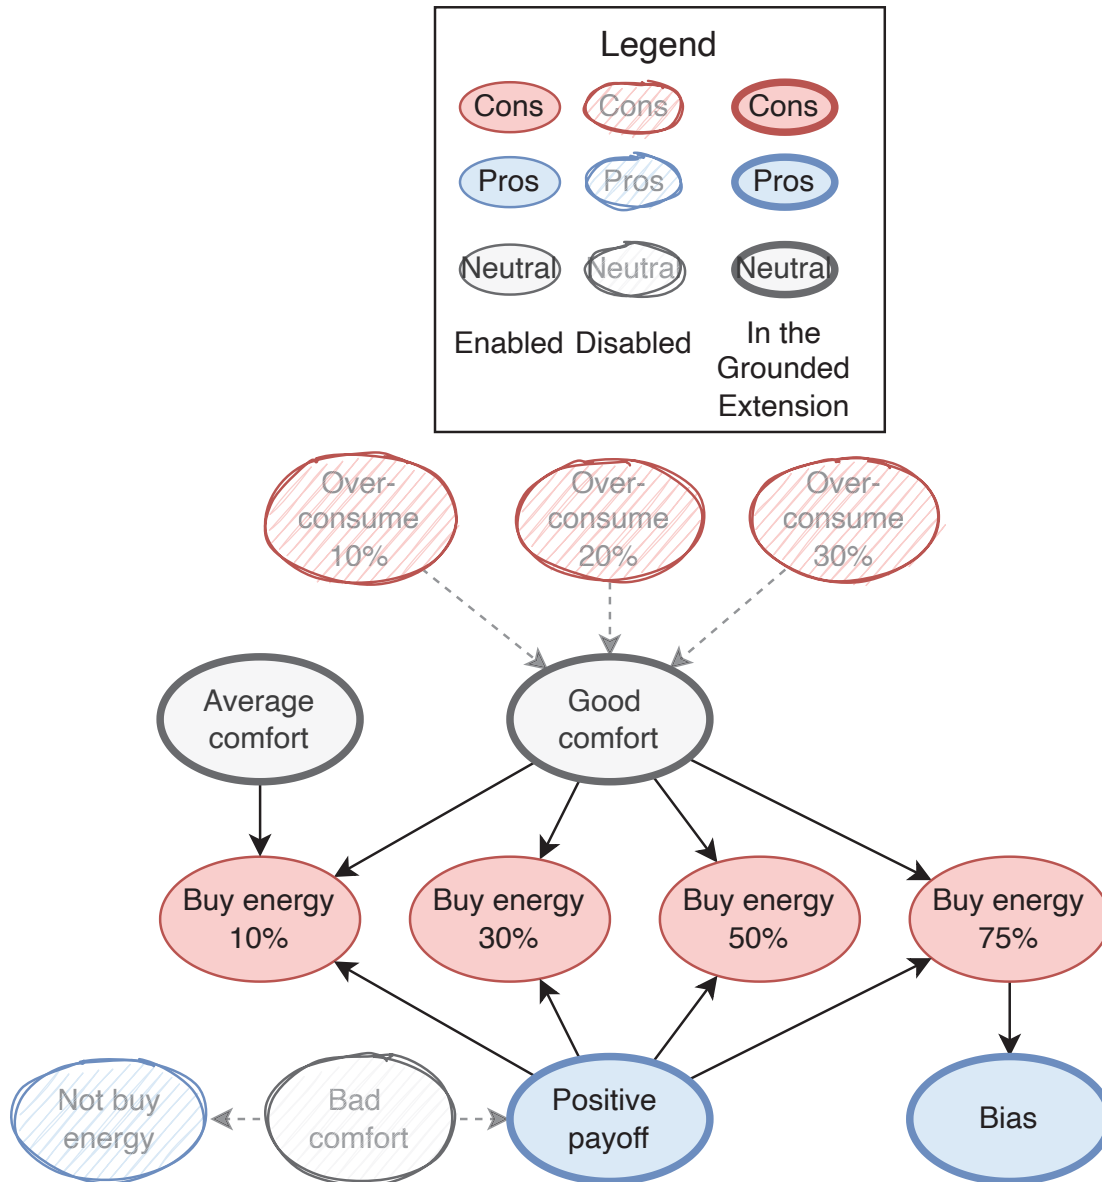 Legend
Cons Cons Cons
Pros Pros Pros
Neutral Neutral Neutral
Enabled Disabled In the
Grounded
Extension
Over-
consume
10%
Over-
consume
20%
Over-
consume
30%
Average
comfort
Good
comfort
Buy energy
10%
Buy energy
30%
Buy energy
50%
Buy energy
75%
Not buy
energy
Bad
comfort
Positive
payoff
Bias